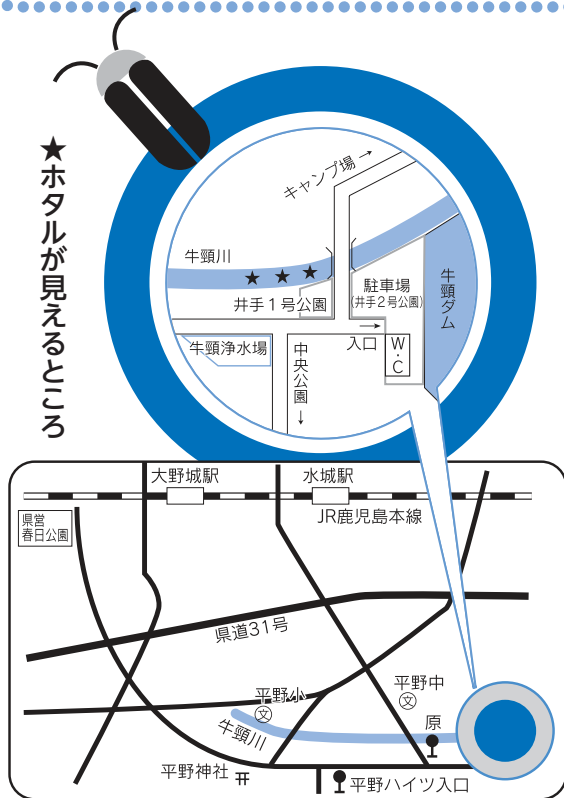 ★ホタルが見えるところ
キャンプ場→
牛頸川
★ ★ ★
井手1号公園
駐車場
(井手2号公園)
牛頸ダム
→
入口
W・C
牛頸浄水場
中央公園→
大野城駅
水城駅
JR鹿児島本線
県営
春日公園
県道31号
平野小
文
平野中
文
牛頸川
原
平野神社
平野ハイツ入口